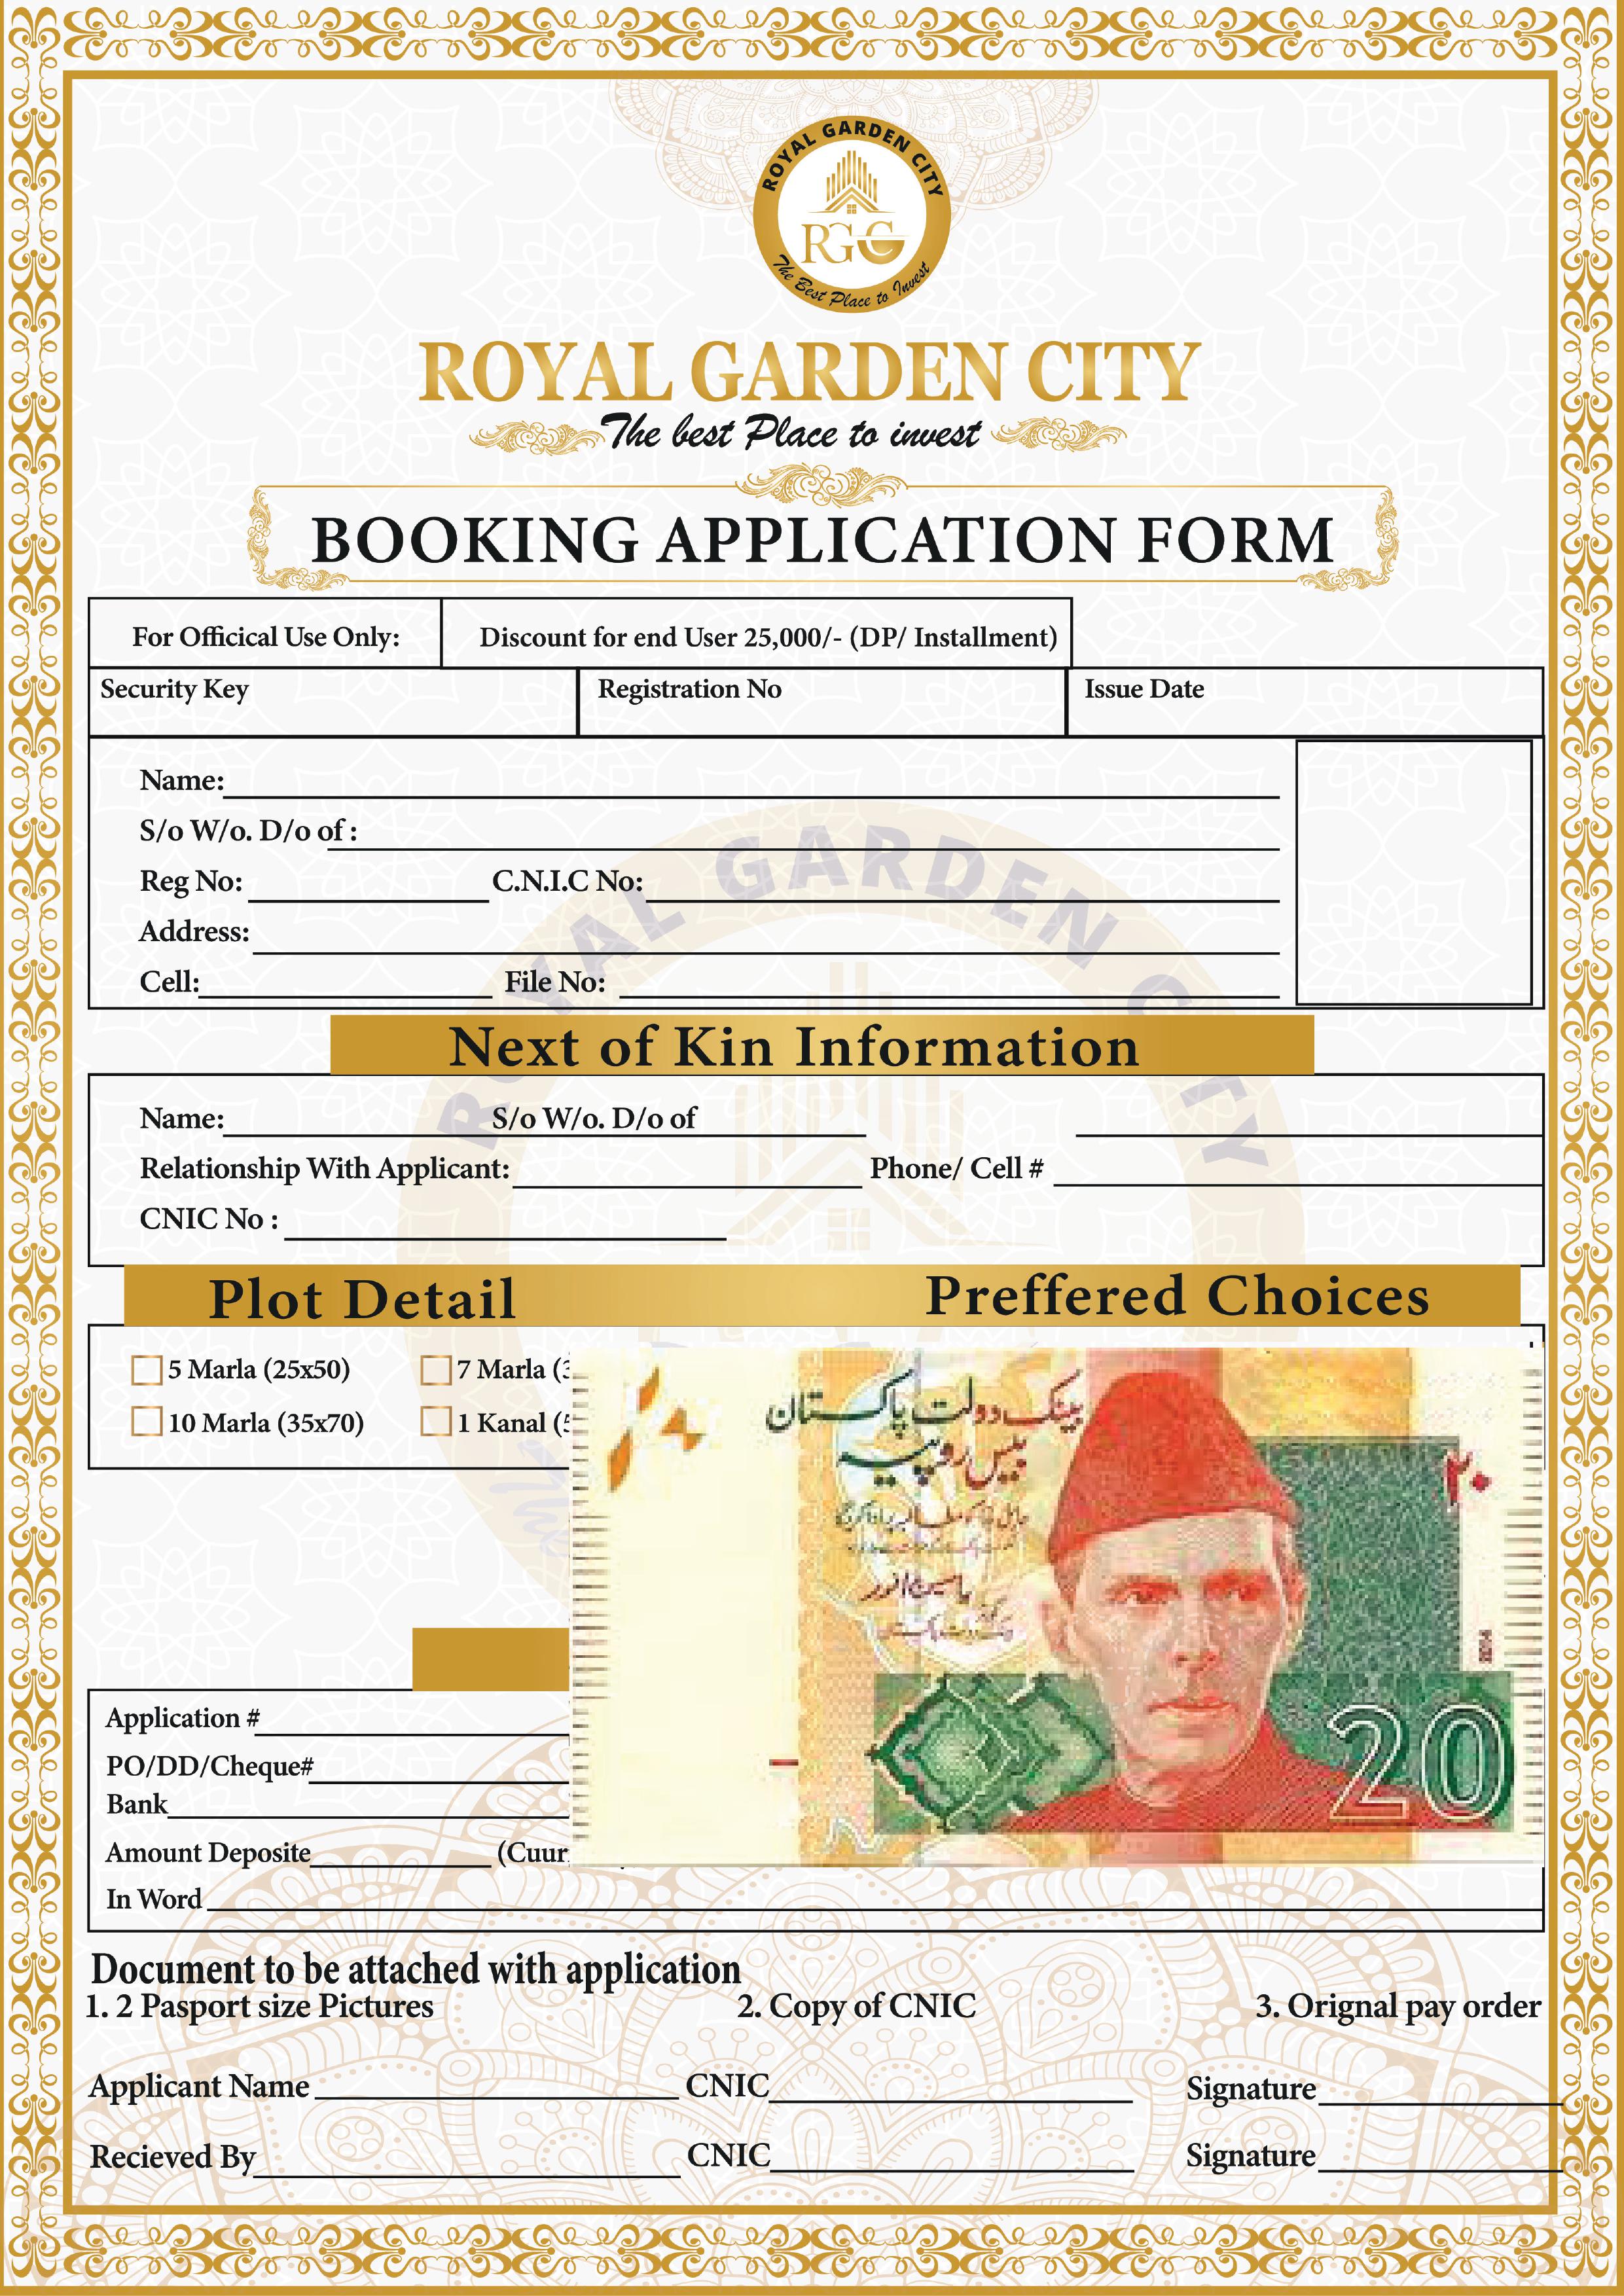 ROYAL GARDEN CITY
RGC
The Best Place to Invest
ROYAL GARDEN CITY
The best Place to invest
BOOKING APPLICATION FORM
For Officical Use Only: Discount for end User 25,000/- (DP/ Installment)
Security Key Registration No Issue Date
Name:
S/o W/o. D/o of :
Reg No: C.N.I.C No:
Address:
Cell: File No:
ROYAL GARDEN CITY
Next of Kin Information
Name: S/o W/o. D/o of
Relationship With Applicant: Phone/ Cell #
CNIC No :
Plot Detail Preffered Choices
5 Marla (25x50) 7 Marla (3
10 Marla (35x70) 1 Kanal (5
The
بینک دولت پاکستان
بیس روپیہ
۲۰
20
Application #
PO/DD/Cheque#
Bank
Amount Deposite (Cuur
In Word
Document to be attached with application
1. 2 Pasport size Pictures 2. Copy of CNIC 3. Orignal pay order
Applicant Name CNIC Signature
Recieved By CNIC Signature